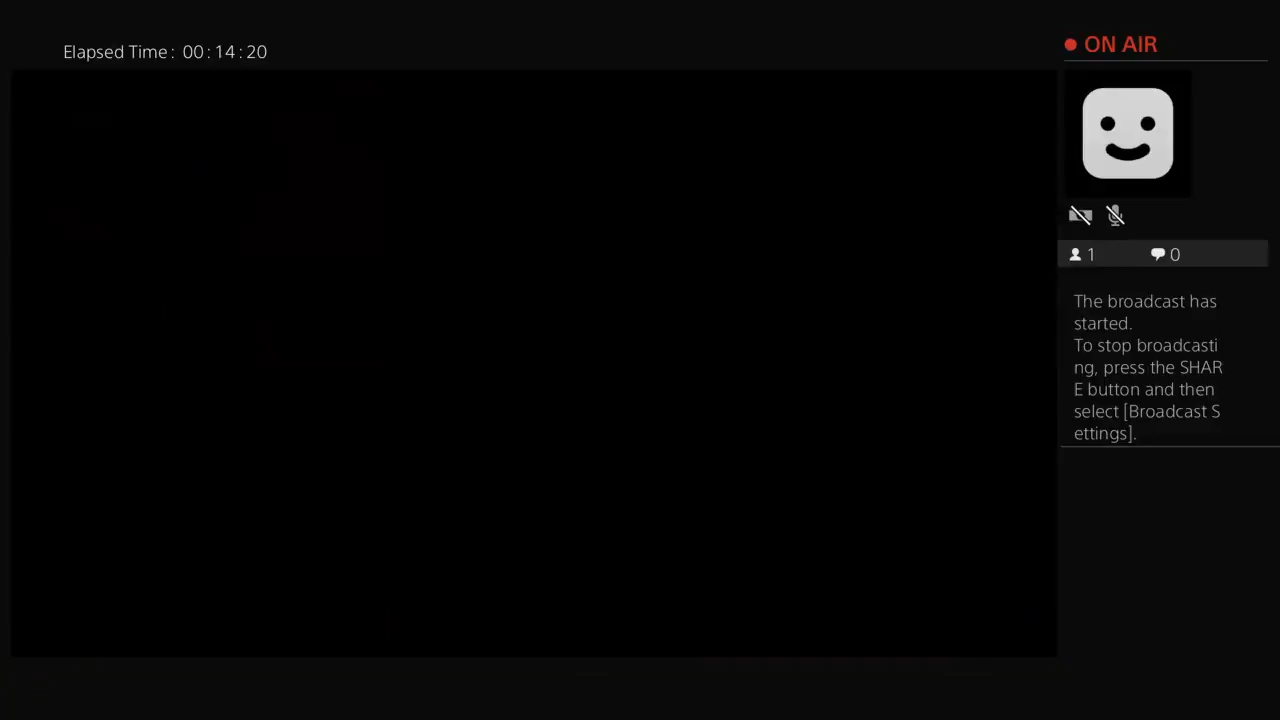 Elapsed Time: 00:14:20
ON AIR
1
0
The broadcast has
started.
To stop broadcasti
ng, press the SHAR
E button and then
select [Broadcast S
ettings].